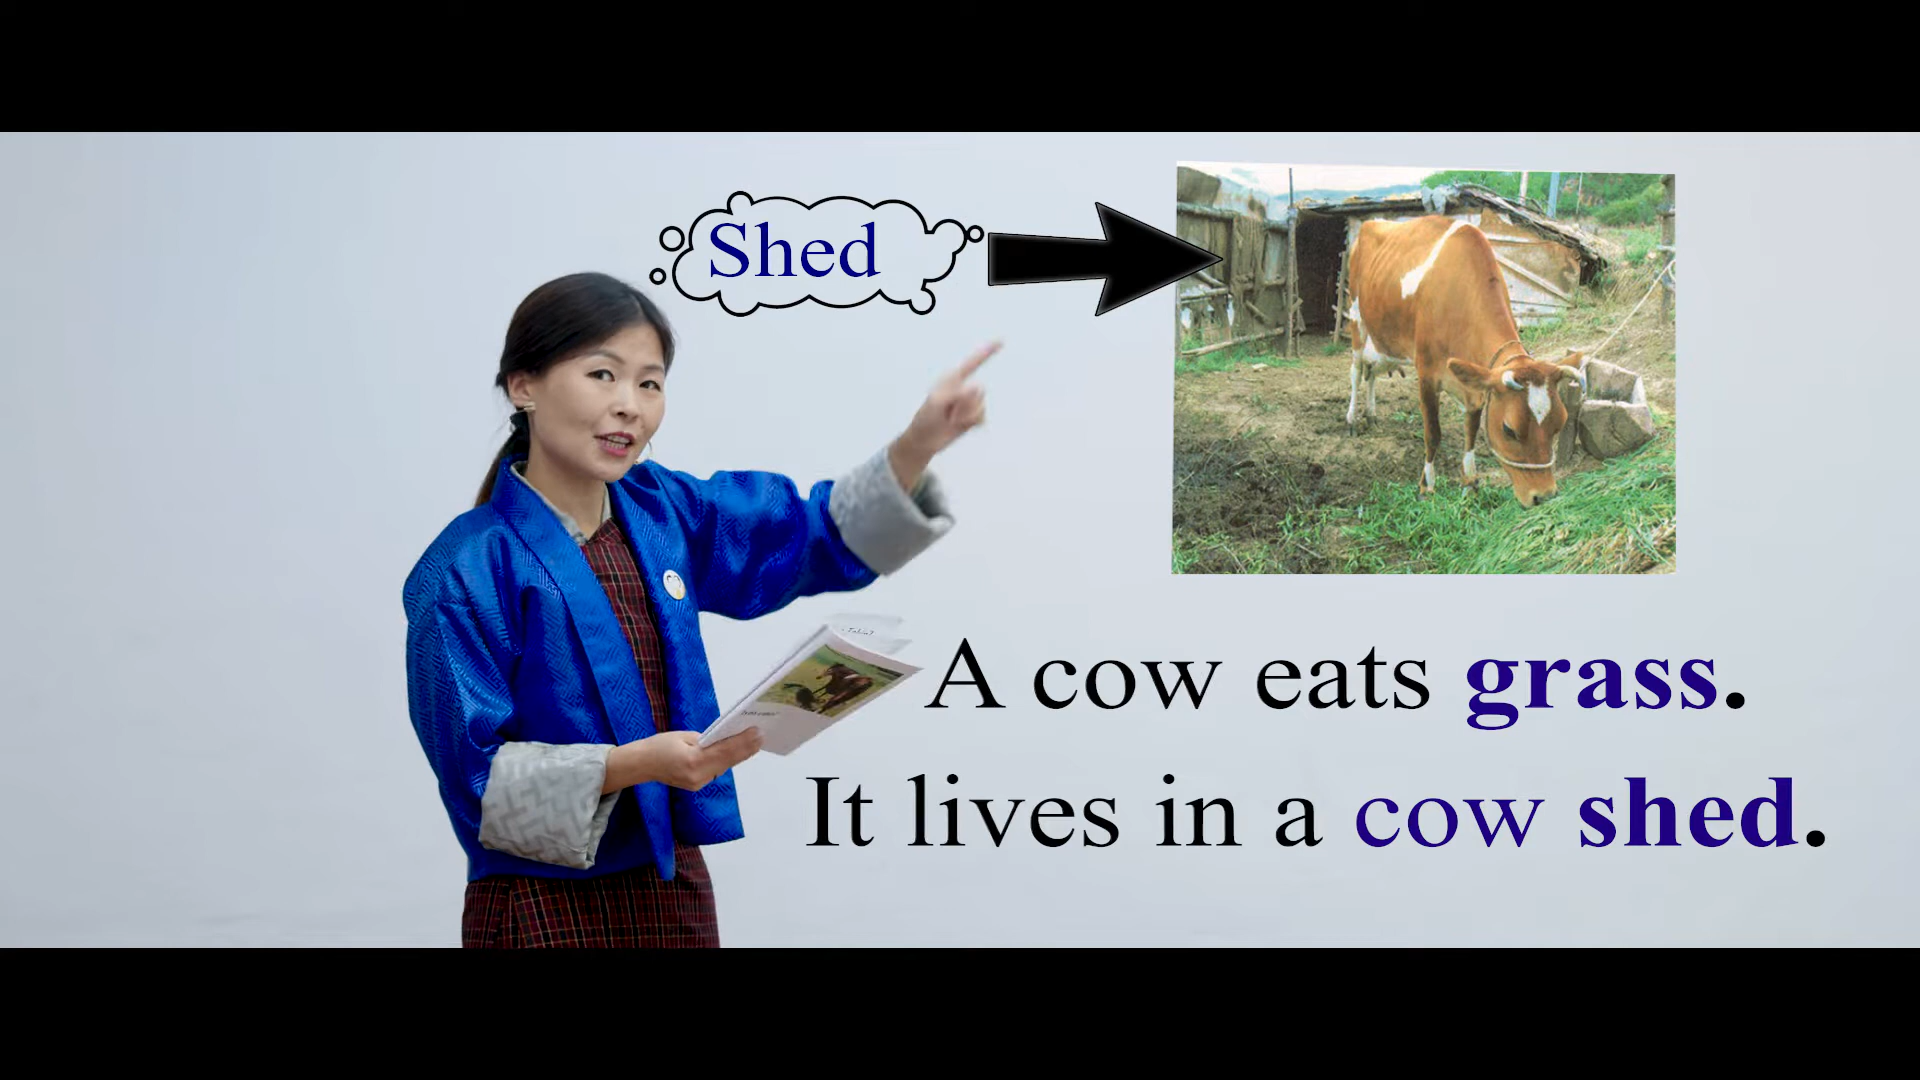 Shed
A cow eats grass.
It lives in a cow shed.